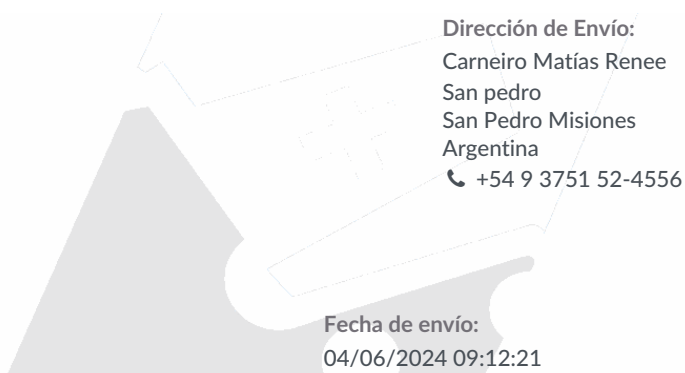 Dirección de Envío:
Carneiro Matías Renee
San pedro
San Pedro Misiones
Argentina
+54 9 3751 52-4556
Fecha de envío:
04/06/2024 09:12:21